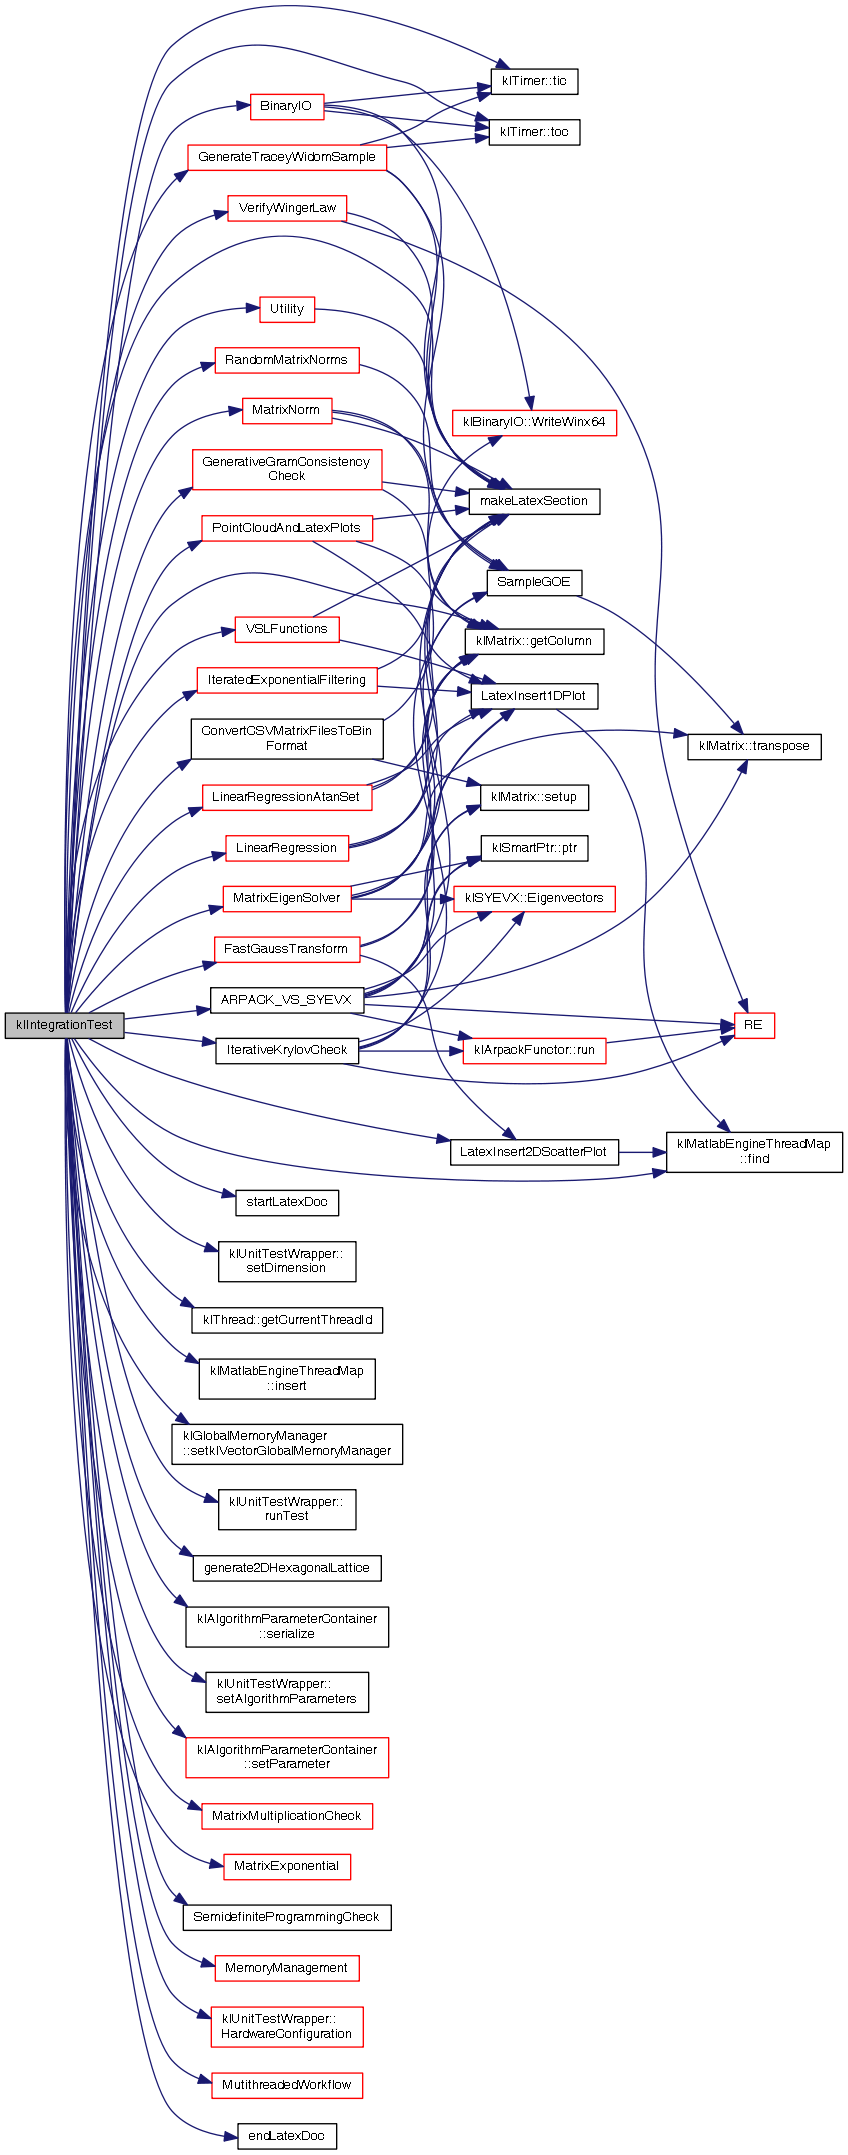 klTimer::tic
BinaryIO
klTimer::toc
GenerateTraceyWidomSample
VerifyWingerLaw
Utility
RandomMatrixNorms
MatrixNorm
klBinaryIO::WriteWinx64
GenerativeGramConsistency
Check
makeLatexSection
PointCloudAndLatexPlots
SampleGOE
VSLFunctions
klMatrix::getColumn
IteratedExponentialFiltering
LatexInsert1DPlot
ConvertCSVMatrixFilesToBin
Format
klMatrix::transpose
LinearRegressionAtanSet
klMatrix::setup
LinearRegression
klSmartPtr::ptr
MatrixEigenSolver
klSYEVX::Eigenvectors
FastGaussTransform
ARPACK_VS_SYEVX
klIntegrationTest
RE
IterativeKrylovCheck
klArpackFunctor::run
LatexInsert2DScatterPlot
klMatlabEngineThreadMap
::find
startLatexDoc
klUnitTestWrapper::
setDimension
klThread::getCurrentThreadId
klMatlabEngineThreadMap
::insert
klGlobalMemoryManager
::setklVectorGlobalMemoryManager
klUnitTestWrapper::
runTest
generate2DHexagonalLattice
klAlgorithmParameterContainer
::serialize
klUnitTestWrapper::
setAlgorithmParameters
klAlgorithmParameterContainer
::setParameter
MatrixMultiplicationCheck
MatrixExponential
SemidefiniteProgrammingCheck
MemoryManagement
klUnitTestWrapper::
HardwareConfiguration
MutithreadedWorkflow
endLatexDoc